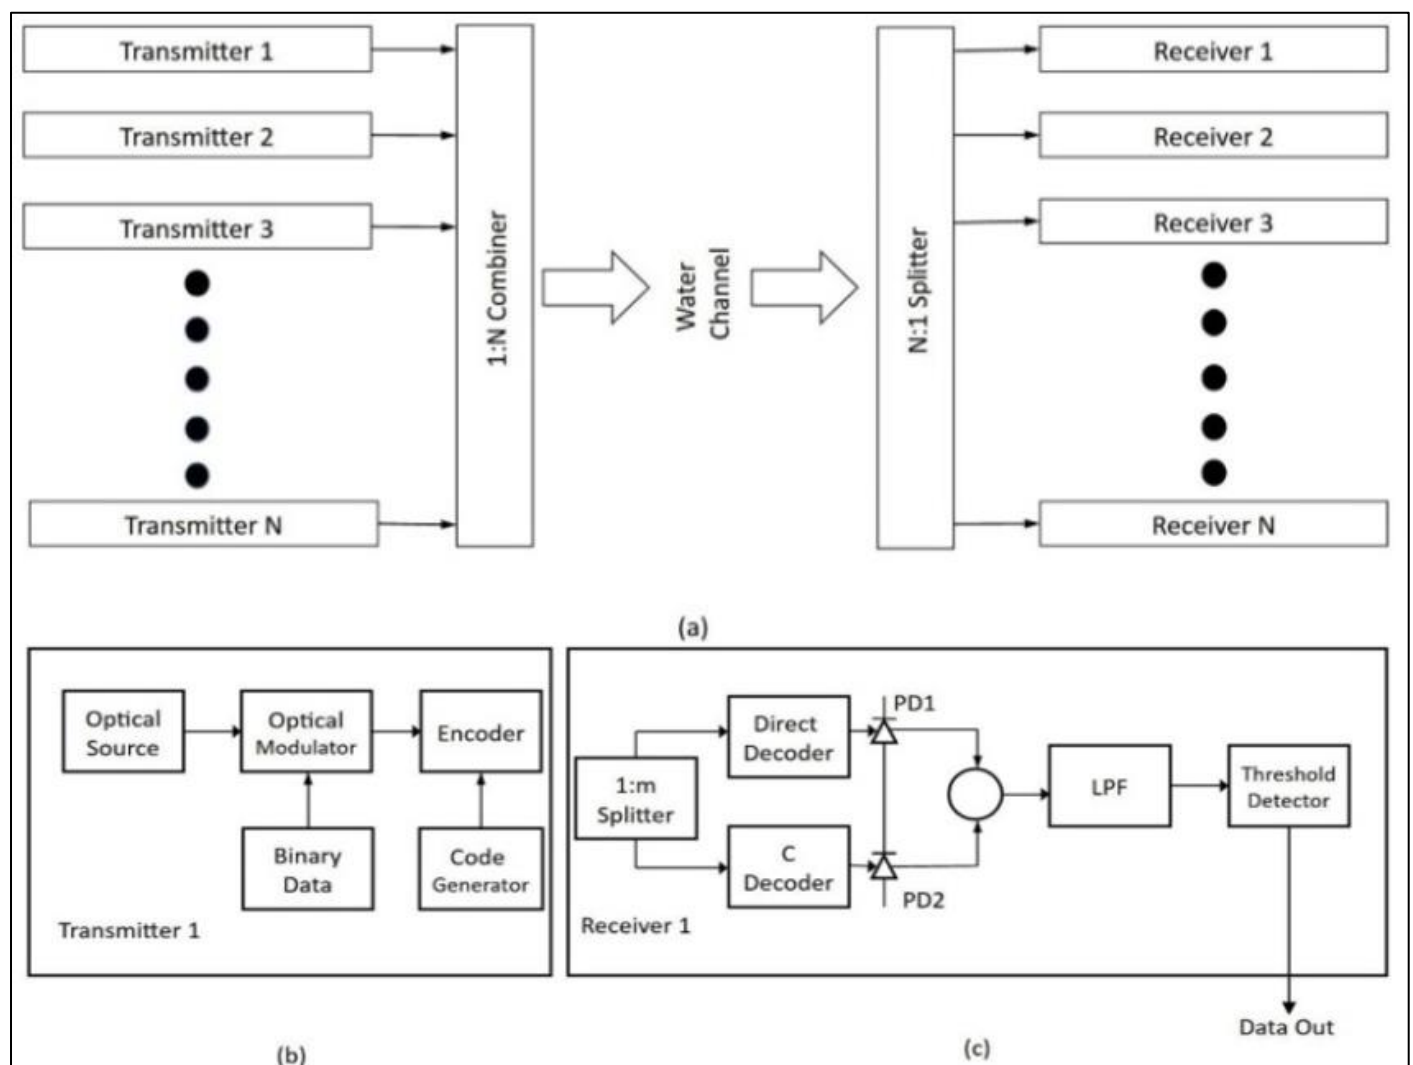 Transmitter 1
Transmitter 2
Transmitter 3
Transmitter N
1:N Combiner
Water
Channel
N:1 Splitter
Receiver 1
Receiver 2
Receiver 3
Receiver N
(a)
Optical
Source
Optical
Modulator
Encoder
Binary
Data
Code
Generator
Transmitter 1
(b)
1:m
Splitter
Direct
Decoder
C
Decoder
PD1
PD2
LPF
Threshold
Detector
Receiver 1
Data Out
(c)